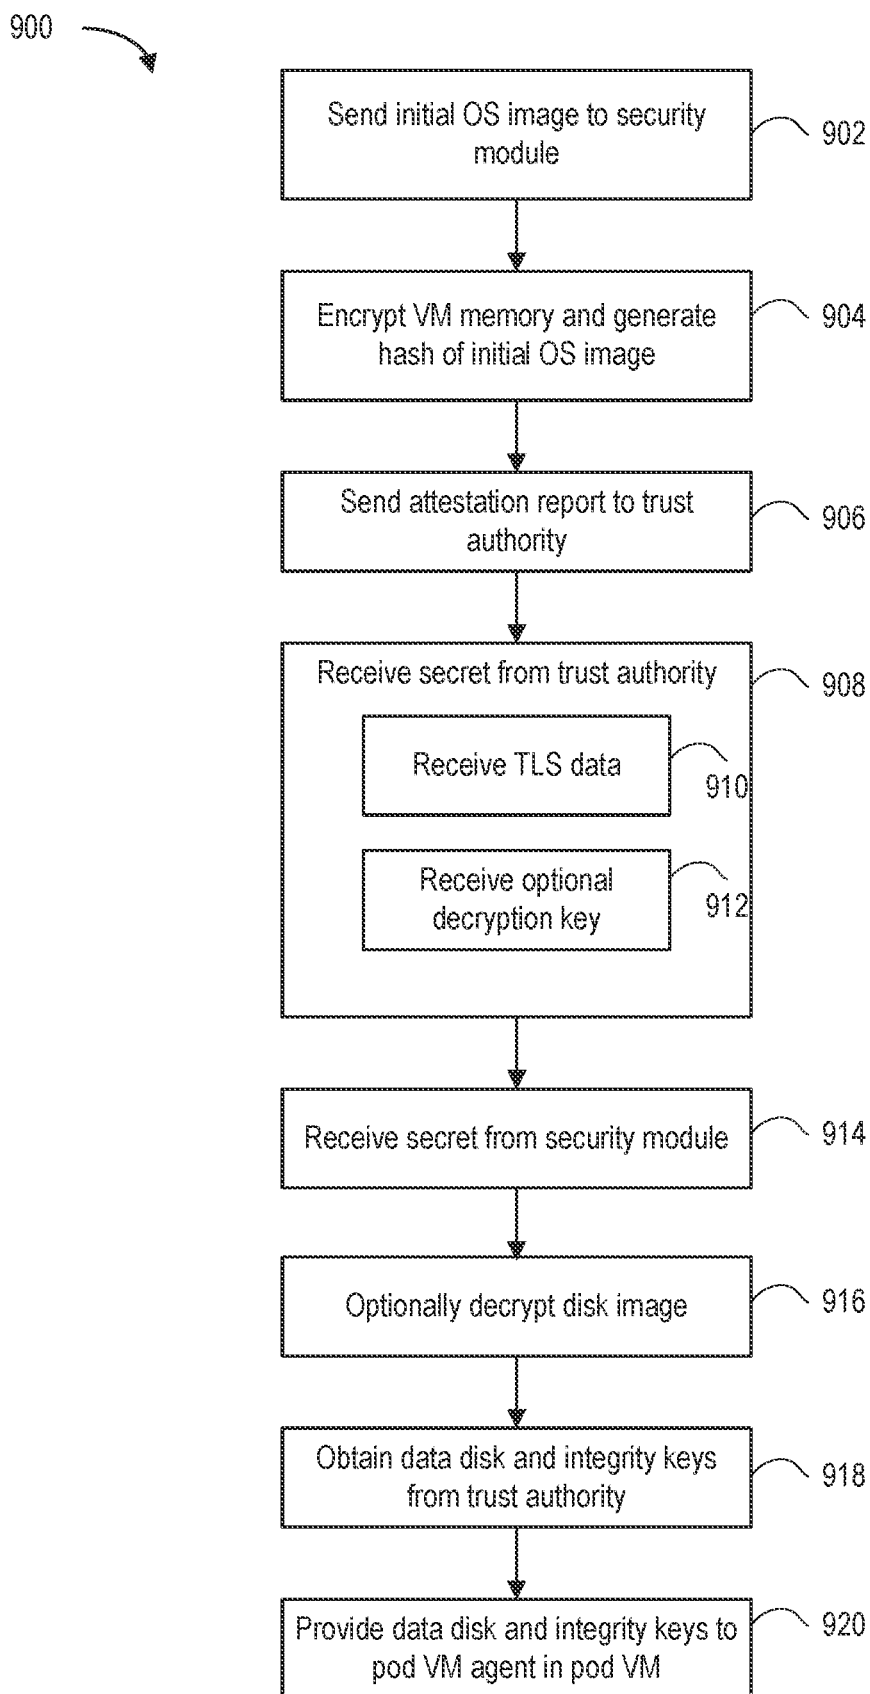 900
Send initial OS image to security
module
902
Encrypt VM memory and generate
hash of initial OS image
904
Send attestation report to trust
authority
906
Receive secret from trust authority
908
Receive TLS data
910
Receive optional
decryption key
912
Receive secret from security module
914
Optionally decrypt disk image
916
Obtain data disk and integrity keys
from trust authority
918
Provide data disk and integrity keys to
pod VM agent in pod VM
920